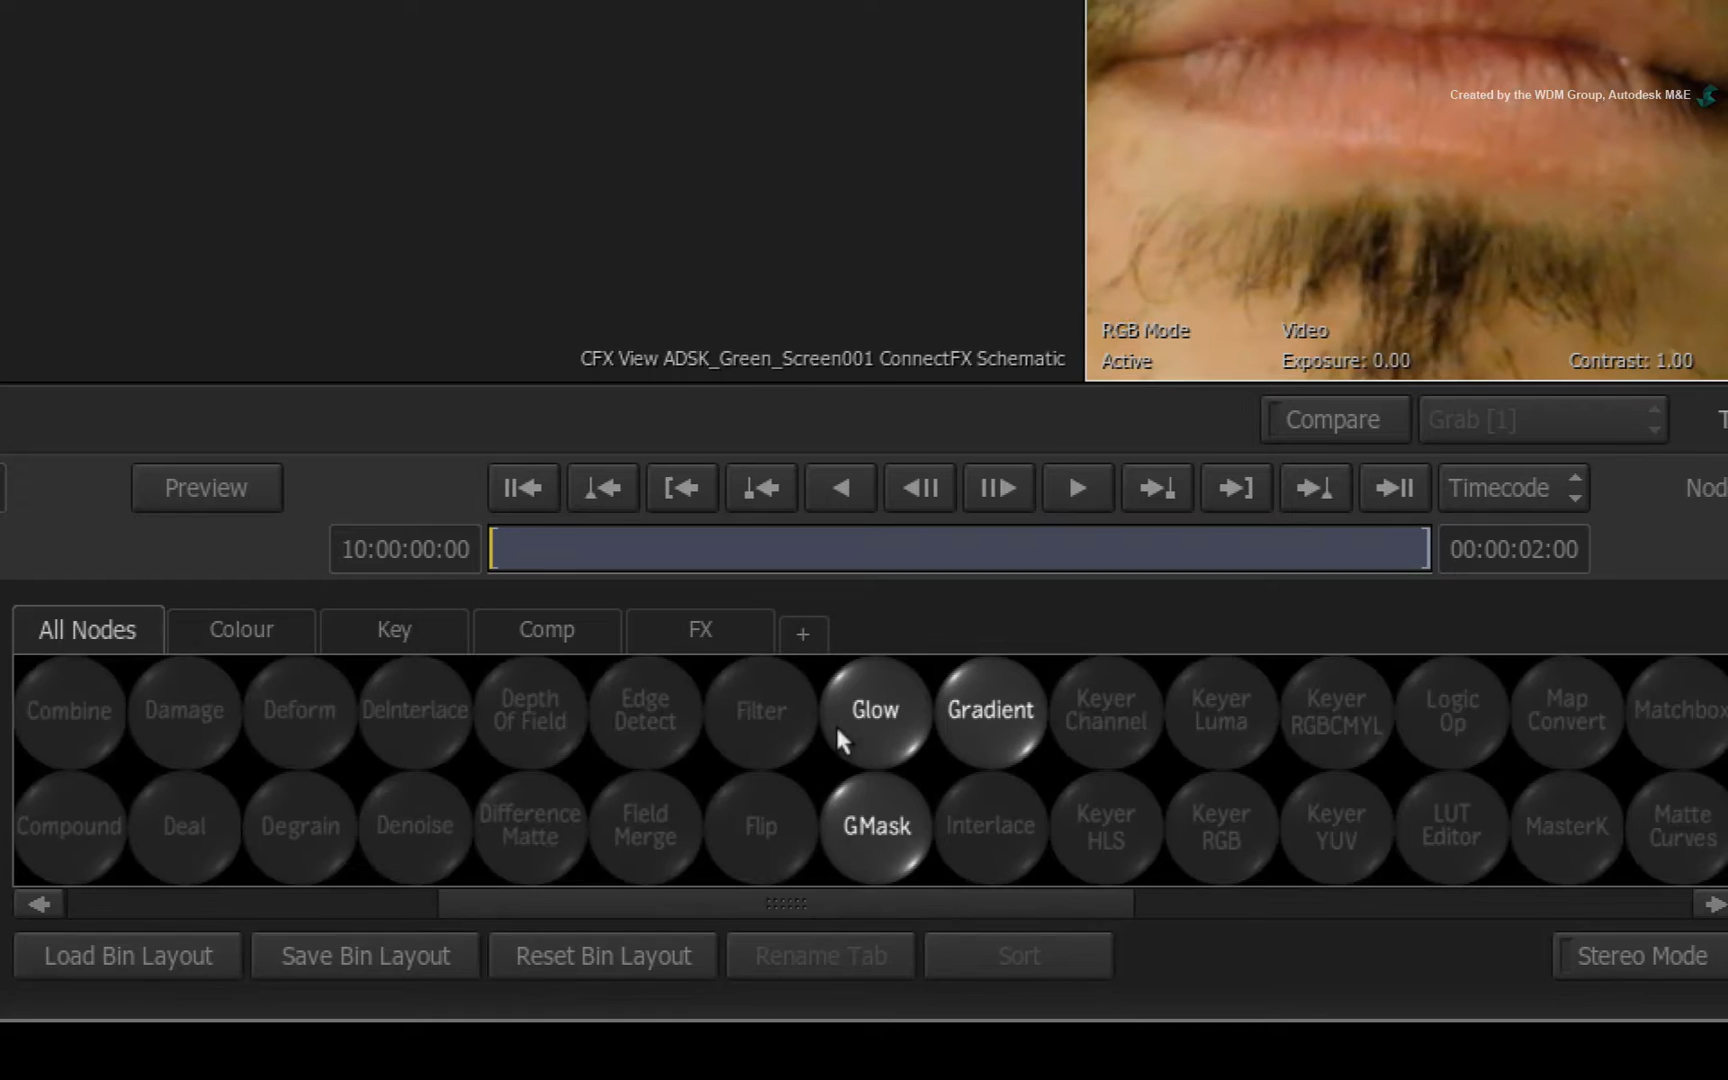 Created by the WDM Group, Autodesk M&E
RGB Mode
Video
Active
Exposure: 0.00
Contrast: 1.00
CFX View ADSK_Green_Screen001 ConnectFX Schematic
Compare
Grab [1]
Preview
Timecode
10:00:00:00
00:00:02:00
All Nodes
Colour
Key
Comp
FX
+
Combine
Damage
Deform
DeInterlace
Depth
Of Field
Edge
Detect
Filter
Glow
Gradient
Keyer
Channel
Keyer
Luma
Keyer
RGBCMYL
Logic
Op
Map
Convert
Matchbox
Compound
Deal
Degrain
Denoise
Difference
Matte
Field
Merge
Flip
GMask
Interlace
Keyer
HLS
Keyer
RGB
Keyer
YUV
LUT
Editor
MasterK
Matte
Curves
Load Bin Layout
Save Bin Layout
Reset Bin Layout
Rename Tab
Sort
Stereo Mode